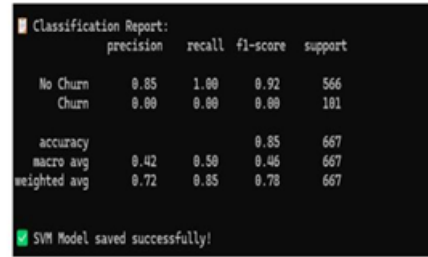 📋 Classification Report:
precision recall f1-score support
No Churn 0.85 1.00 0.92 566
Churn 0.00 0.00 0.00 101
accuracy 0.85 667
macro avg 0.42 0.50 0.46 667
weighted avg 0.72 0.85 0.78 667
✅ SVM Model saved successfully!